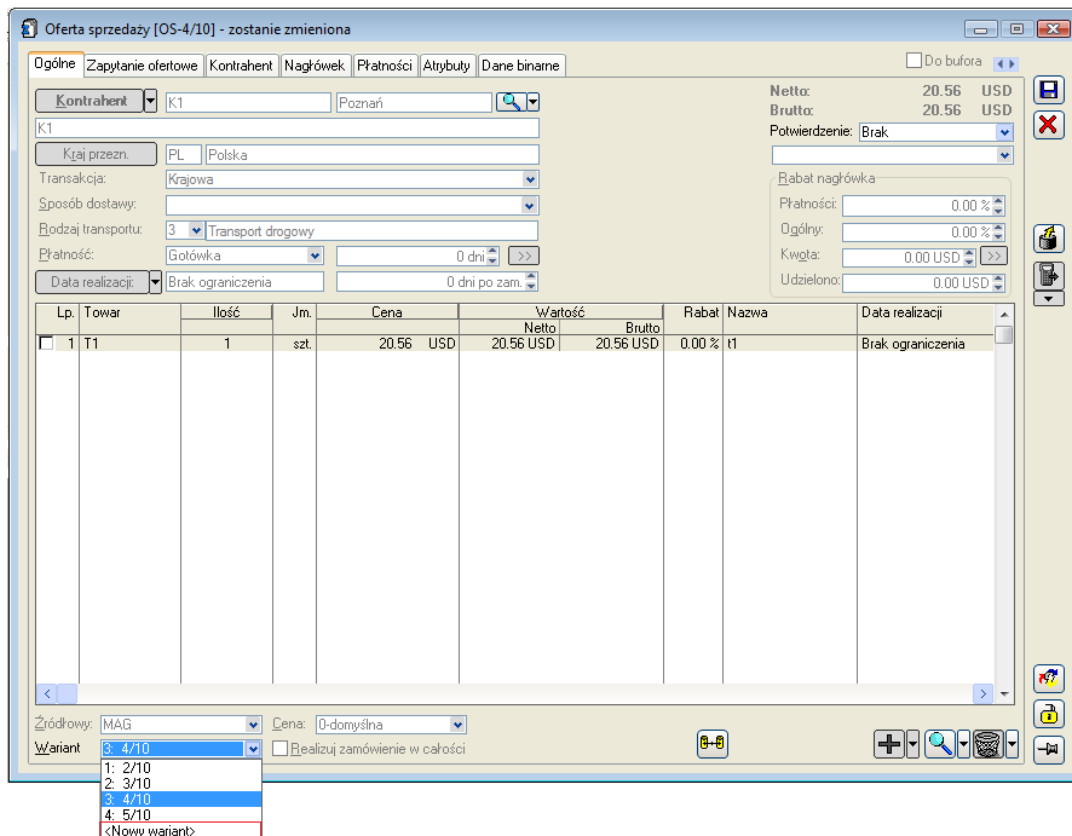 Oferta sprzedaży [OS-4/10] - zostanie zmieniona
Ogólne Zapytanie ofertowe Kontrahent Nagłówek Płatności Atrybuty Dane binarne Do bufora
Kontrahent K1 Poznań
Netto: 20.56 USD
Brutto: 20.56 USD
K1
Potwierdzenie: Brak
Kraj przezn. PL Polska
Transakcja: Krajowa
Rabat nagłówka
Sposób dostawy:
Płatności: 0.00 %
Rodzaj transportu: 3 Transport drogowy
Ogólny: 0.00 %
Płatność: Gotówka 0 dni >>
Kwota: 0.00 USD >>
Data realizacji: Brak ograniczenia 0 dni po zam.
Udzielono: 0.00 USD
Lp. Towar Ilość Jm. Cena Wartość Rabat Nazwa Data realizacji
Netto Brutto
1 T1 1 szt. 20.56 USD 20.56 USD 20.56 USD 0.00 % t1 Brak ograniczenia
Źródłowy: MAG Cena: 0-domyślna
Wariant 3: 4/10 Realizuj zamówienie w całości
1: 2/10
2: 3/10
3: 4/10
4: 5/10
<Nowy wariant>